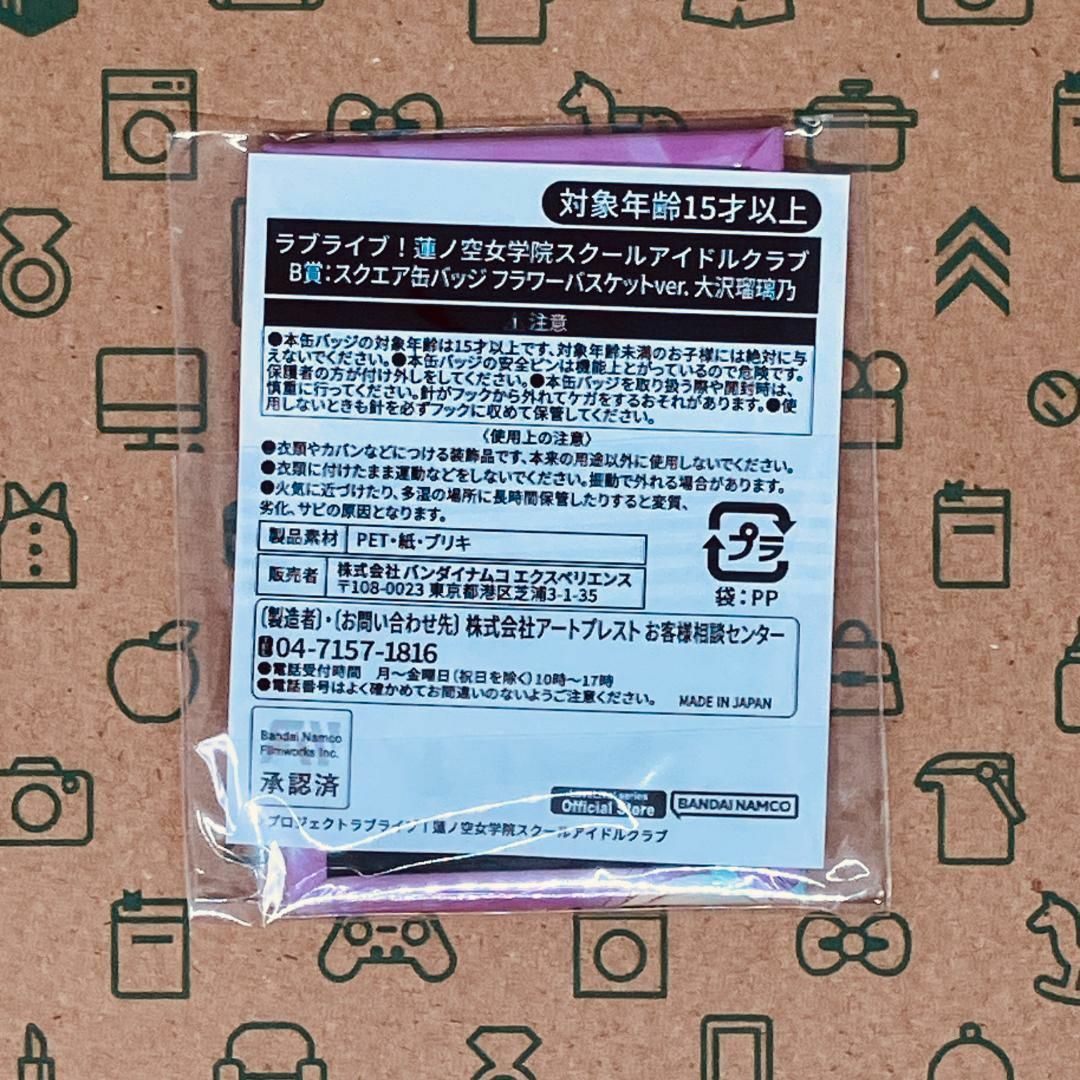 対象年齢15才以上
ラブライブ！蓮ノ空女学院スクールアイドルクラブ
B賞：スクエア缶バッジ フラワーバスケットver. 大沢瑠璃乃
⚠注意
●本缶バッジの対象年齢は15才以上です。対象年齢未満のお子様には絶対に与
えないでください。●本缶バッジの安全ピンは機能上とがっているので危険です。
保護者の方が付け外しをしてください。●本缶バッジを取り扱う際や開封時は、
慎重に行ってください。針がフックから外れてケガをするおそれがあります。●使
用しないときも針を必ずフックに収めて保管してください。
〈使用上の注意〉
●衣類やカバンなどにつける装飾品です。本来の用途以外に使用しないでください。
●衣類に付けたまま運動などをしないでください。振動で外れる場合があります。
●火気に近づけたり、多湿の場所に長時間保管したりすると変質、
劣化、サビの原因となります。
製品素材 PET・紙・ブリキ
プラ
袋：PP
販売者 株式会社 バンダイナムコ エクスペリエンス
〒108-0023 東京都港区芝浦3-1-35
〔製造者〕・〔お問い合わせ先〕 株式会社アートプレスト お客様相談センター
04-7157-1816
●電話受付時間 月～金曜日（祝日を除く）10時～17時
●電話番号はよく確かめてお間違いのないようご注意ください。 MADE IN JAPAN
Bandai Namco
Filmworks Inc.
承認済
LoveLive! series
Official Store
BANDAI NAMCO
プロジェクトラブライブ！蓮ノ空女学院スクールアイドルクラブ